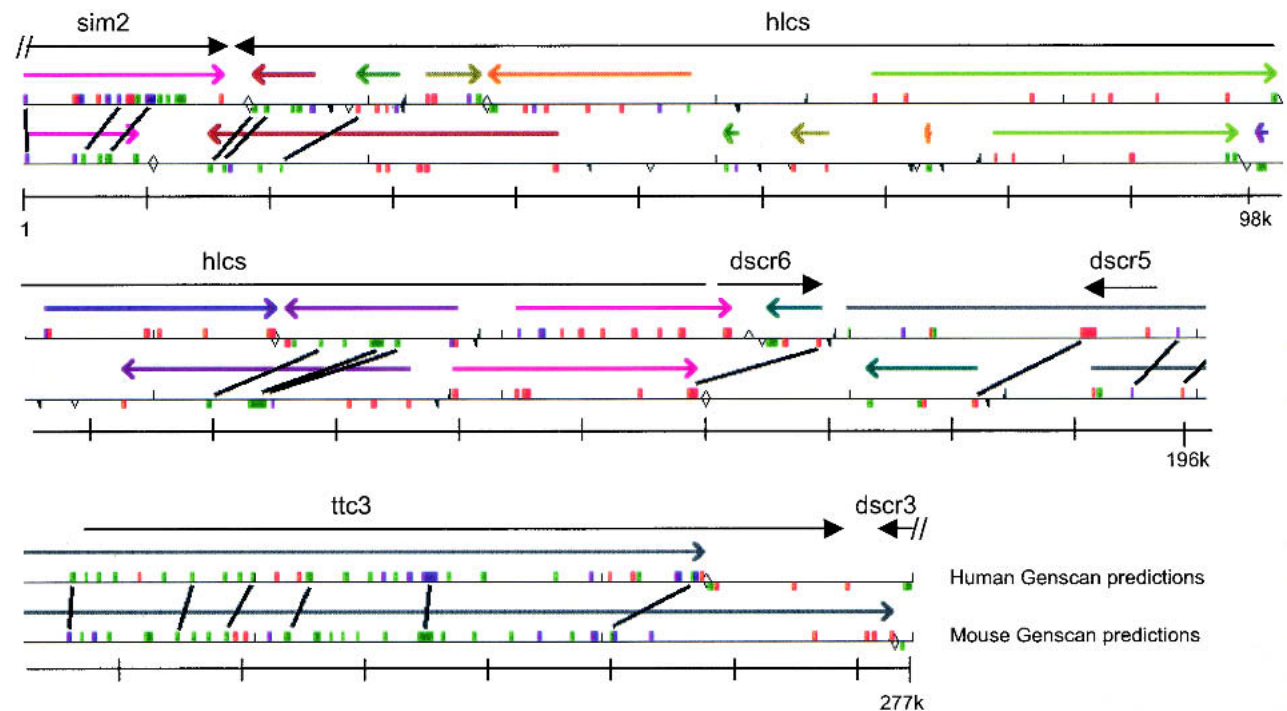 sim2 hlcs
//
1 98k
hlcs dscr6 dscr5
196k
ttc3 dscr3
//
Human Genscan predictions
Mouse Genscan predictions
277k